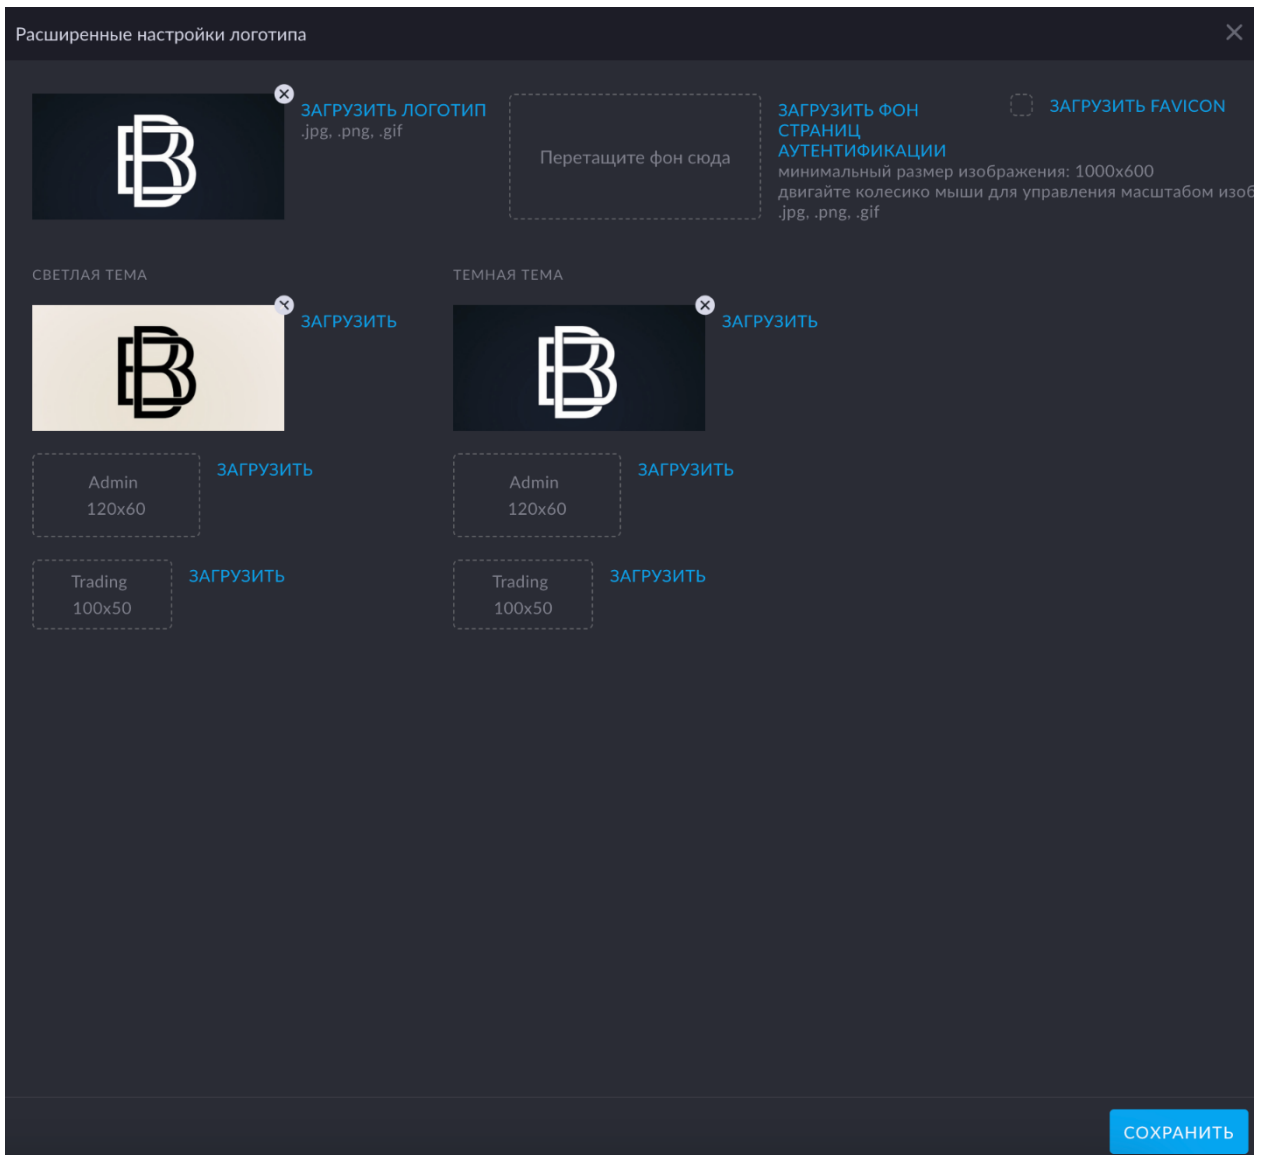 Расширенные настройки логотипа
ЗАГРУЗИТЬ ЛОГОТИП
.jpg, .png, .gif
Перетащите фон сюда
ЗАГРУЗИТЬ ФОН
СТРАНИЦ
АУТЕНТИФИКАЦИИ
минимальный размер изображения: 1000x600
двигайте колесико мыши для управления масштабом изоб
.jpg, .png, .gif
ЗАГРУЗИТЬ FAVICON
СВЕТЛАЯ ТЕМА
ЗАГРУЗИТЬ
Admin
120x60
ЗАГРУЗИТЬ
Trading
100x50
ЗАГРУЗИТЬ
ТЕМНАЯ ТЕМА
ЗАГРУЗИТЬ
Admin
120x60
ЗАГРУЗИТЬ
Trading
100x50
ЗАГРУЗИТЬ
СОХРАНИТЬ